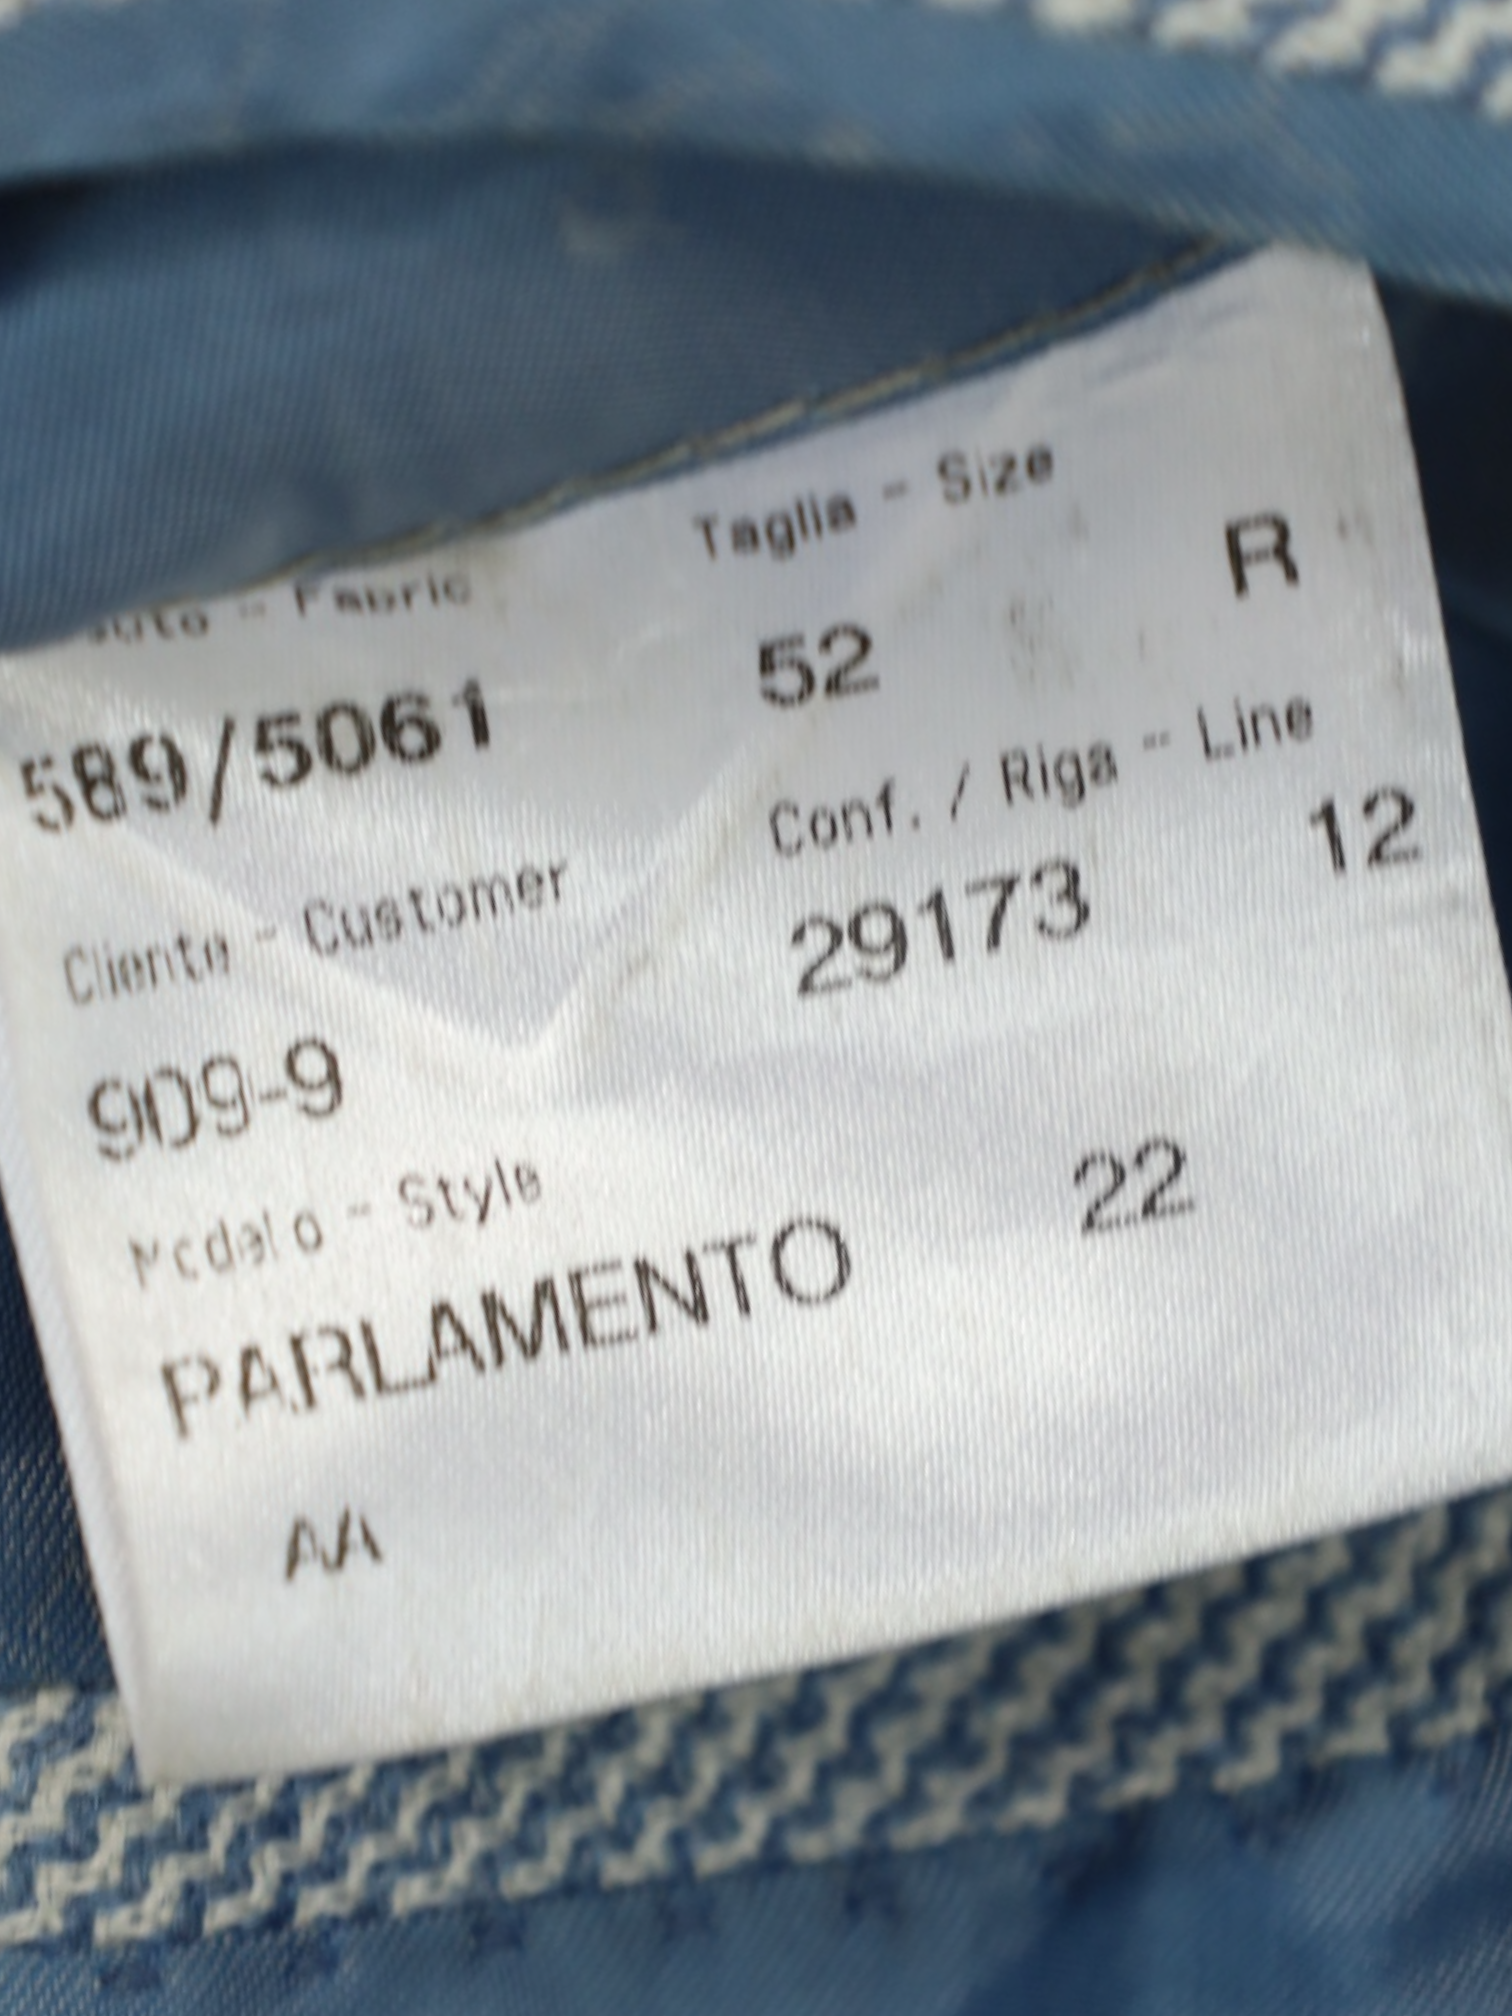 - Fabric
Taglia - Size
589/5061
52
R
Cliente - Customer
Conf. / Riga - Line
909-9
29173
12
Modello - Style
PARLAMENTO
22
AA